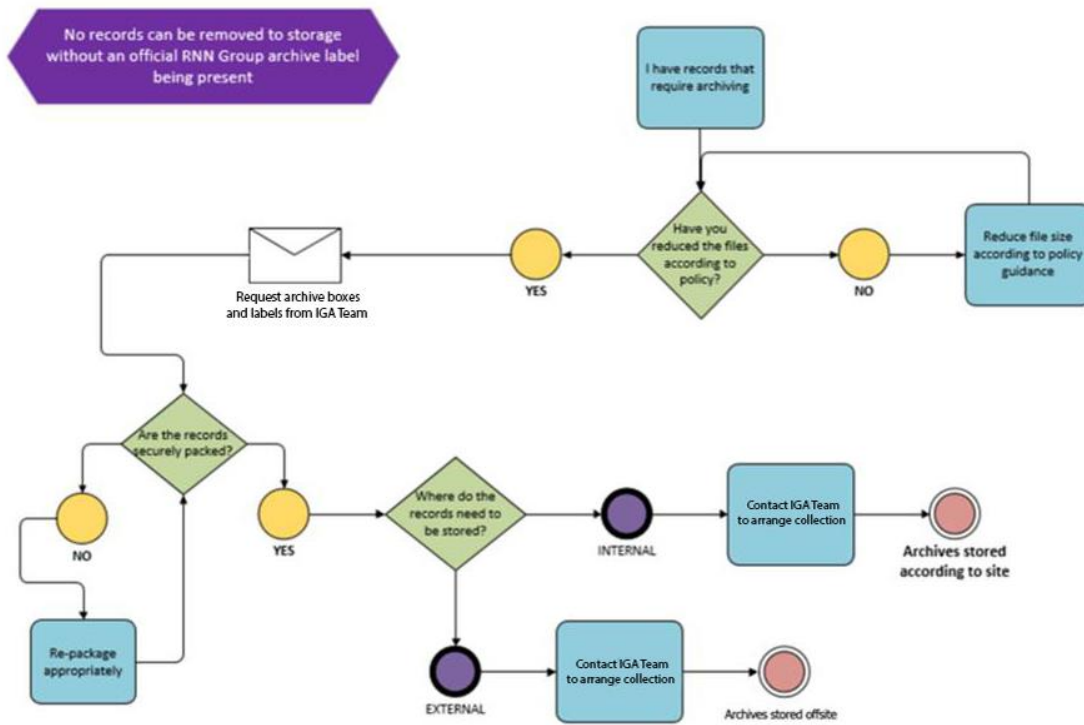 No records can be removed to storage
without an official RNN Group archive label
being present
I have records that
require archiving
Have you
reduced the files
according to
policy?
YES
NO
Reduce file size
according to policy
guidance
Request archive boxes
and labels from IGA Team
Are the records
securely packed?
NO
YES
Re-package
appropriately
Where do the
records need to
be stored?
INTERNAL
Contact IGA Team
to arrange collection
Archives stored
according to site
EXTERNAL
Contact IGA Team
to arrange collection
Archives stored offsite